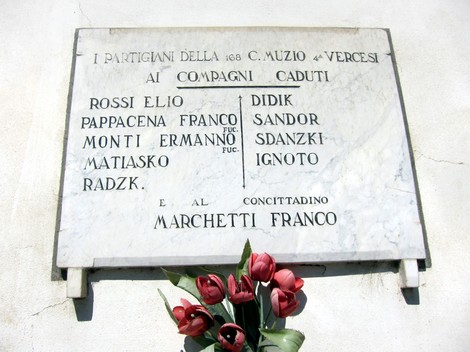 I PARTIGIANI DELLA 168 C. MUZIO 4ª VERCESI
AI COMPAGNI CADUTI
ROSSI ELIO
PAPPACENA FRANCO FUC.
MONTI ERMANNO FUC.
MATIASKO
RADZK.
DIDIK
SANDOR
SDANZKI
IGNOTO
E AL CONCITTADINO
MARCHETTI FRANCO